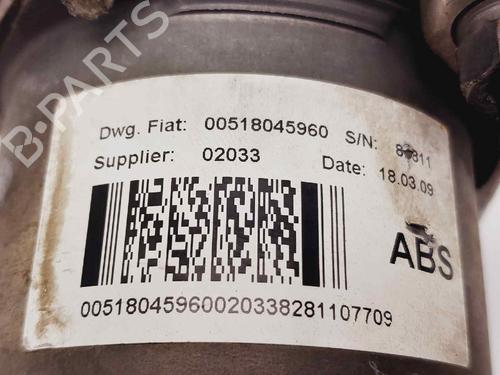 B-PARTS
Dwg. Fiat: 00518045960 S/N:
Supplier: 02033 Date: 18.03.09
ABS
00518045960020338281107709